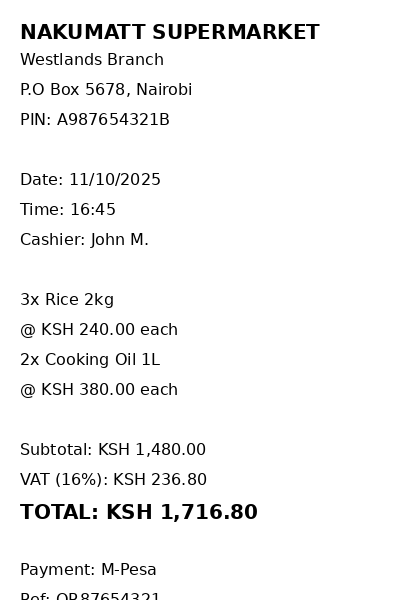 NAKUMATT SUPERMARKET
Westlands Branch
P.O Box 5678, Nairobi
PIN: A987654321B
Date: 11/10/2025
Time: 16:45
Cashier: John M.
3x Rice 2kg
@ KSH 240.00 each
2x Cooking Oil 1L
@ KSH 380.00 each
Subtotal: KSH 1,480.00
VAT (16%): KSH 236.80
TOTAL: KSH 1,716.80
Payment: M-Pesa
Ref: QR87654321